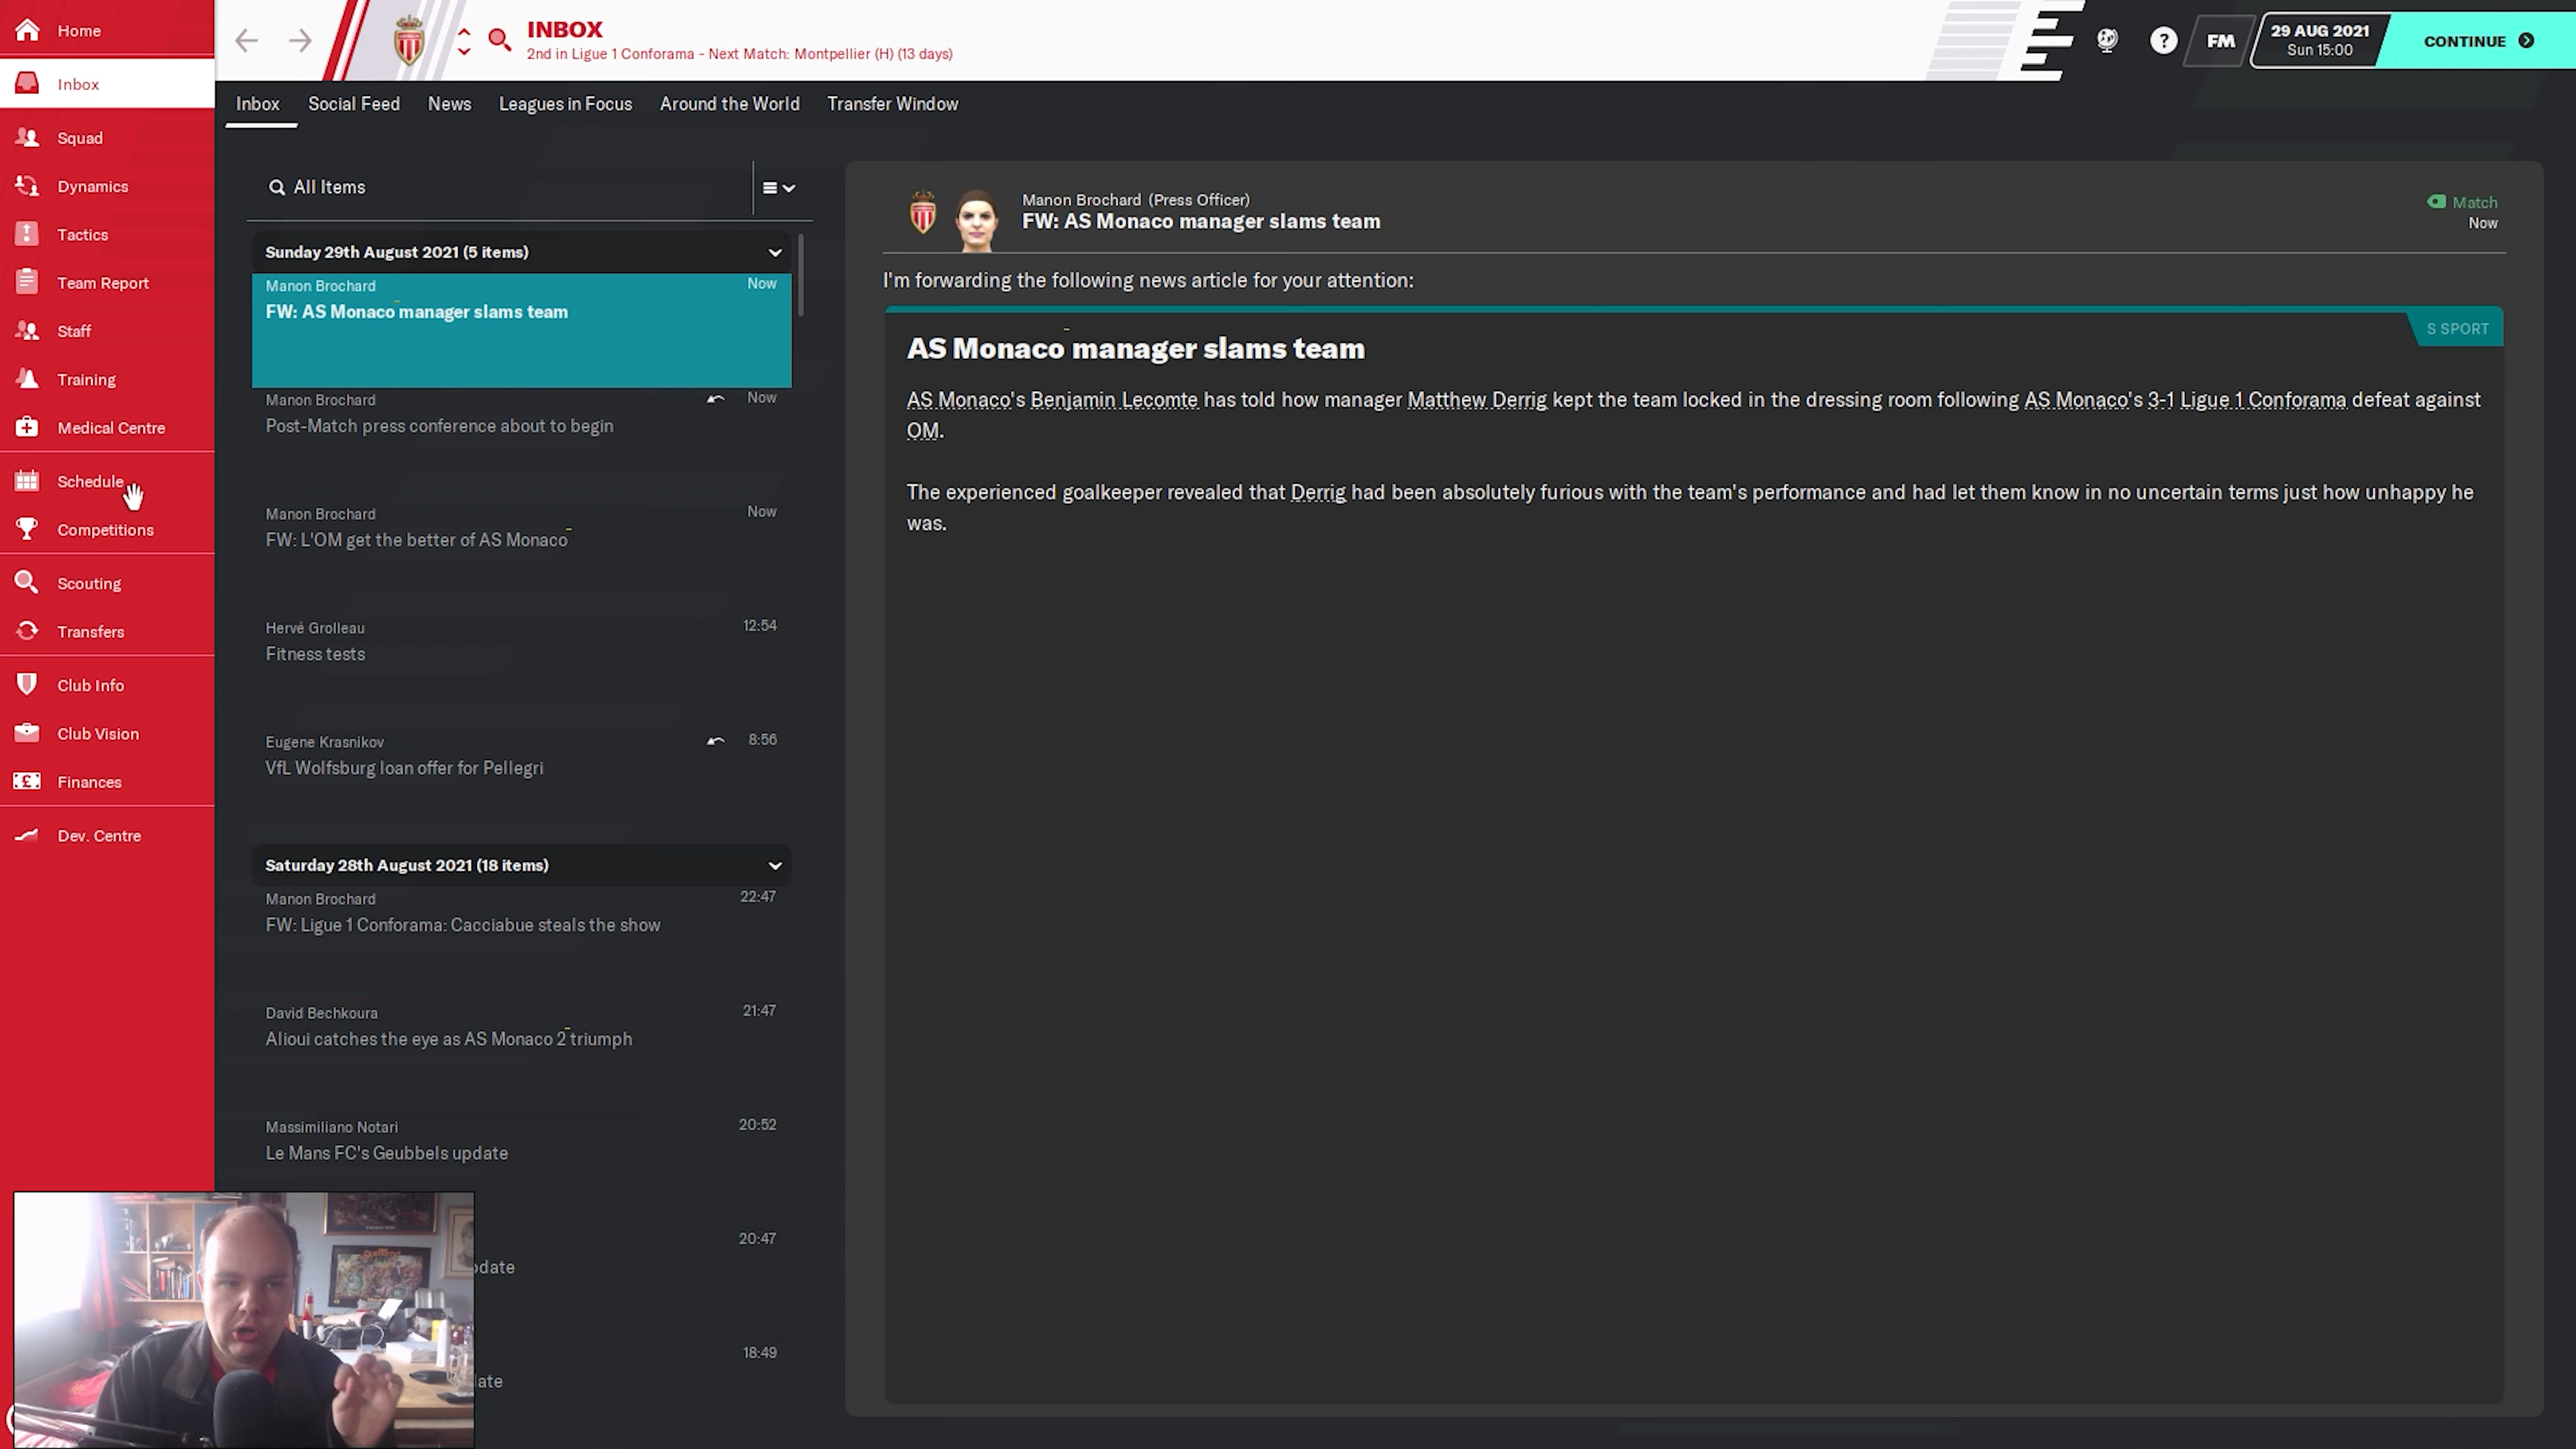 Home
Inbox
Squad
Dynamics
Tactics
Team Report
Staff
Training
Medical Centre
Schedule
Competitions
Scouting
Transfers
Club Info
Club Vision
Finances
Dev. Centre
INBOX
2nd in Ligue 1 Conforama - Next Match: Montpellier (H) (13 days)
FM
29 AUG 2021
Sun 15:00
CONTINUE
Inbox Social Feed News Leagues in Focus Around the World Transfer Window
All Items
Sunday 29th August 2021 (5 items)
Manon Brochard Now
FW: AS Monaco manager slams team
Manon Brochard Now
Post-Match press conference about to begin
Manon Brochard Now
FW: L'OM get the better of AS Monaco
Hervé Grolleau 12:54
Fitness tests
Eugene Krasnikov 8:56
VfL Wolfsburg loan offer for Pellegri
Saturday 28th August 2021 (18 items)
Manon Brochard 22:47
FW: Ligue 1 Conforama: Cacciabue steals the show
David Bechkoura 21:47
Alioui catches the eye as AS Monaco 2 triumph
Massimiliano Notari 20:52
Le Mans FC's Geubbels update
20:47
18:49
Manon Brochard (Press Officer)
FW: AS Monaco manager slams team
Match
Now
I'm forwarding the following news article for your attention:
S SPORT
AS Monaco manager slams team
AS Monaco's Benjamin Lecomte has told how manager Matthew Derrig kept the team locked in the dressing room following AS Monaco's 3-1 Ligue 1 Conforama defeat against
OM.
The experienced goalkeeper revealed that Derrig had been absolutely furious with the team's performance and had let them know in no uncertain terms just how unhappy he
was.